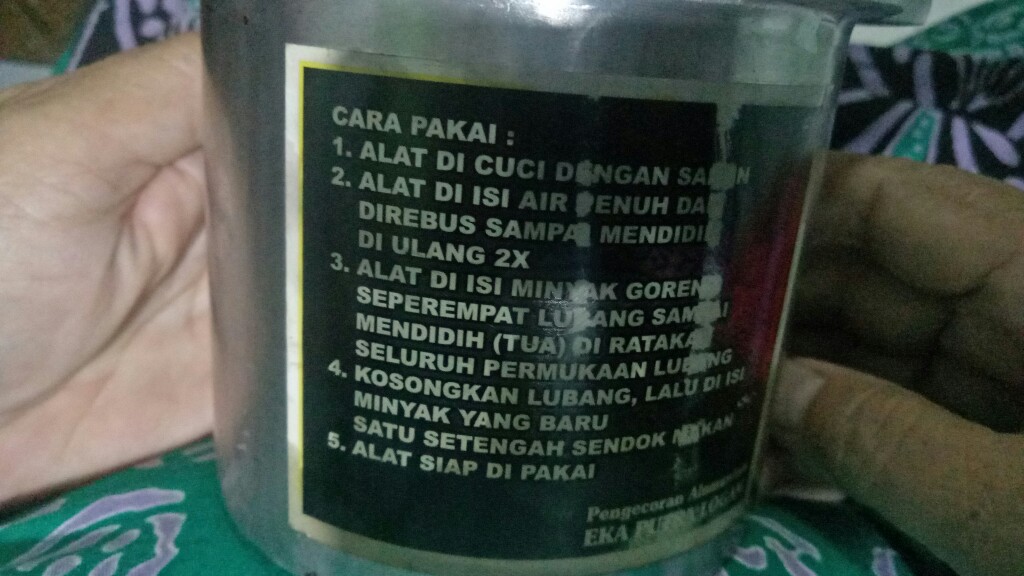 CARA PAKAI :
1. ALAT DI CUCI DENGAN SABUN
2. ALAT DI ISI AIR PENUH DAN
DIREBUS SAMPAI MENDIDIH
DI ULANG 2X
3. ALAT DI ISI MINYAK GORENG
SEPEREMPAT LUBANG SAMPAI
MENDIDIH (TUA) DI RATAKAN
SELURUH PERMUKAAN LUBANG
4. KOSONGKAN LUBANG, LALU DI ISI
MINYAK YANG BARU
SATU SETENGAH SENDOK MAKAN
5. ALAT SIAP DI PAKAI
Pengecoran
EKA